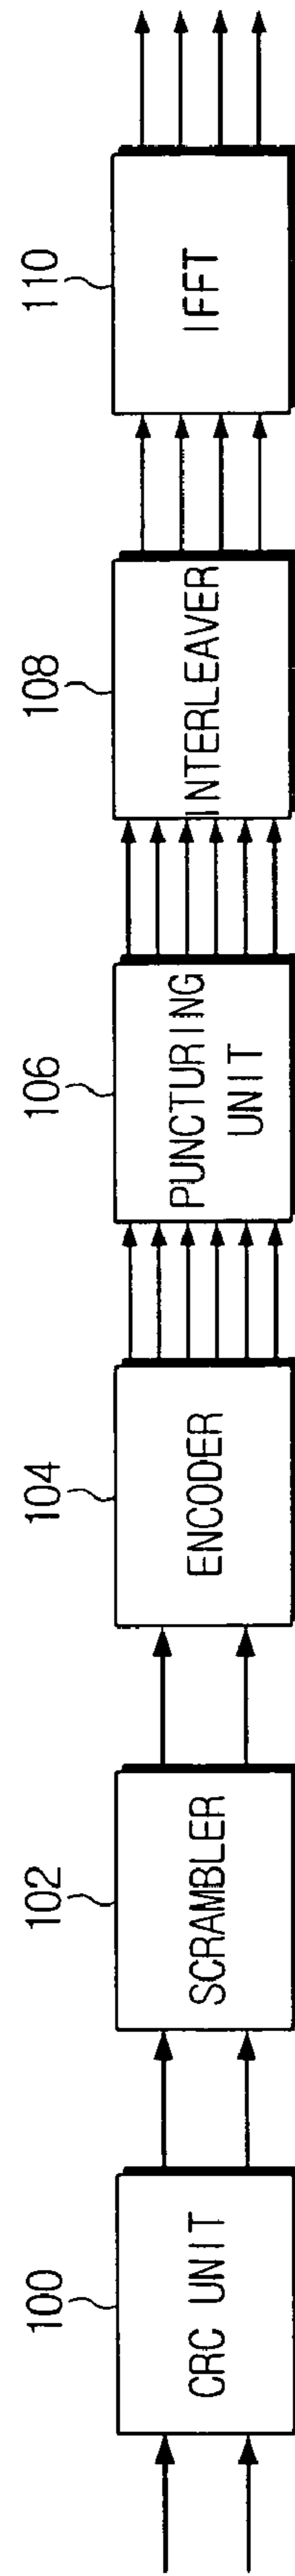 100
CRC UNIT
102
SCRAMBLER
104
ENCODER
106
PUNCTURING
UNIT
108
INTERLEAVER
110
IFFT